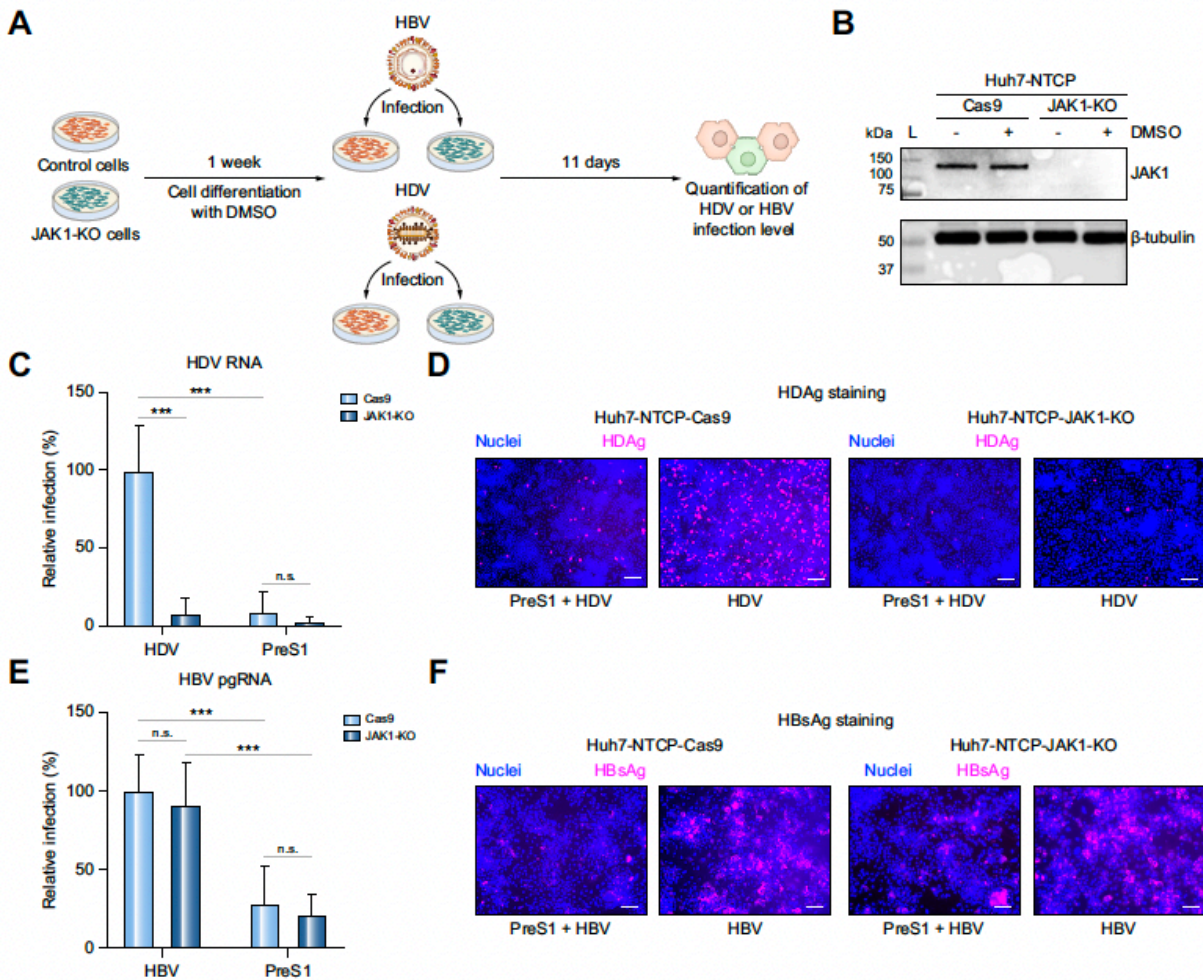 A
HBV
Infection
Control cells
JAK1-KO cells
1 week
Cell differentiation
with DMSO
HDV
Infection
11 days
Quantification of
HDV or HBV
infection level
B
Huh7-NTCP
Cas9 JAK1-KO
kDa L - + - + DMSO
150
100
75
JAK1
50
37
β-tubulin
C
HDV RNA
Relative infection (%)
150
100
50
0
***
***
n.s.
Cas9
JAK1-KO
HDV PreS1
D
HDAg staining
Huh7-NTCP-Cas9 Huh7-NTCP-JAK1-KO
Nuclei HDAg Nuclei HDAg
PreS1 + HDV HDV PreS1 + HDV HDV
E
HBV pgRNA
Relative infection (%)
150
100
50
0
***
n.s.
***
n.s.
Cas9
JAK1-KO
HBV PreS1
F
HBsAg staining
Huh7-NTCP-Cas9 Huh7-NTCP-JAK1-KO
Nuclei HBsAg Nuclei HBsAg
PreS1 + HBV HBV PreS1 + HBV HBV